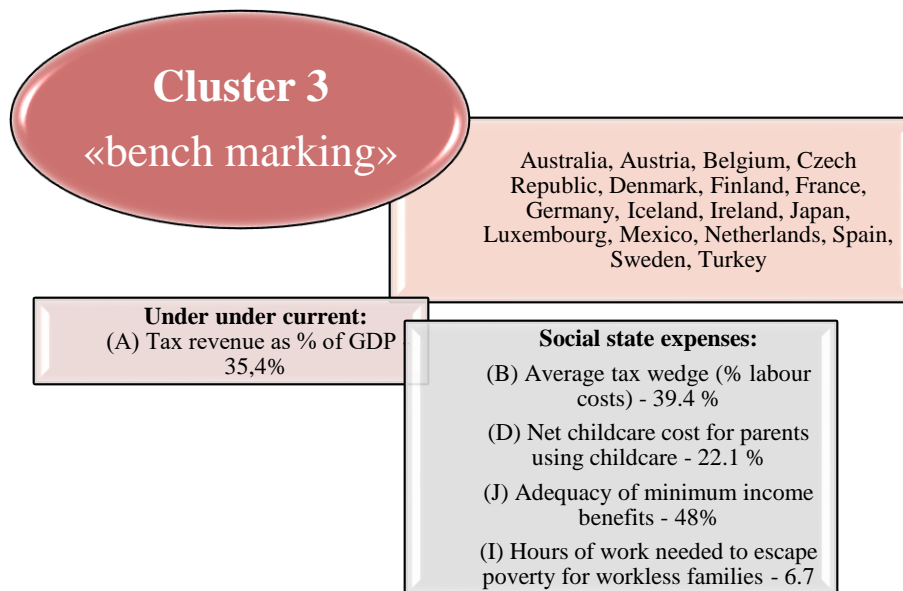 Cluster 3
«bench marking»
Australia, Austria, Belgium, Czech
Republic, Denmark, Finland, France,
Germany, Iceland, Ireland, Japan,
Luxembourg, Mexico, Netherlands, Spain,
Sweden, Turkey
Under under current:
(A) Tax revenue as % of GDP -
35,4%
Social state expenses:
(B) Average tax wedge (% labour
costs) - 39.4 %
(D) Net childcare cost for parents
using childcare - 22.1 %
(J) Adequacy of minimum income
benefits - 48%
(I) Hours of work needed to escape
poverty for workless families - 6.7